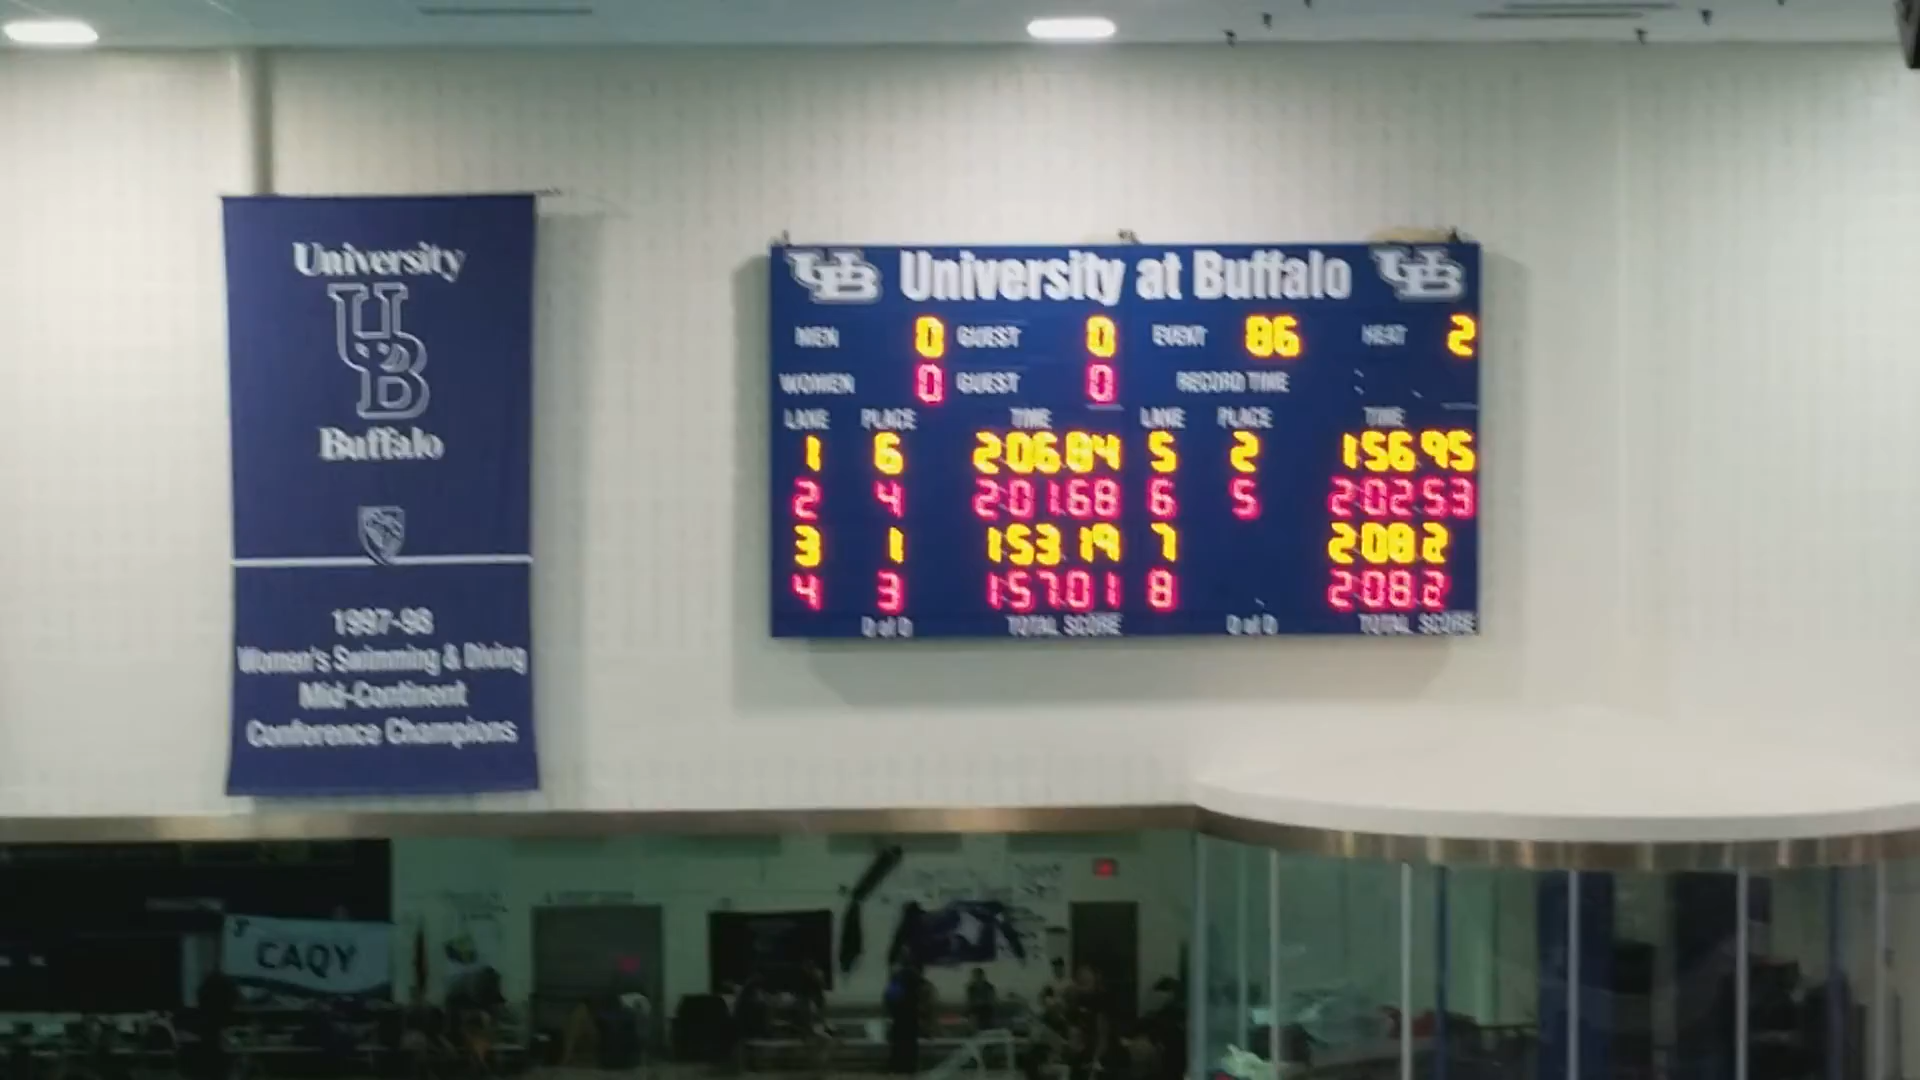 University
UB
Buffalo
1997-98
Women's Swimming & Diving
Mid-Continent
Conference Champions
UB University at Buffalo UB
MEN 0 GUEST 0 EVENT 86 HEAT 2
WOMEN 0 GUEST 0 RECORD TIME
LANE PLACE TIME LANE PLACE TIME
1 6 2:06.84 5 2 1:56.95
2 4 2:01.68 6 5 2:02.53
3 1 1:53.19 7 2:08.2
4 3 1:57.01 8 2:08.2
D of D TOTAL SCORE D of D TOTAL SCORE
CAQY